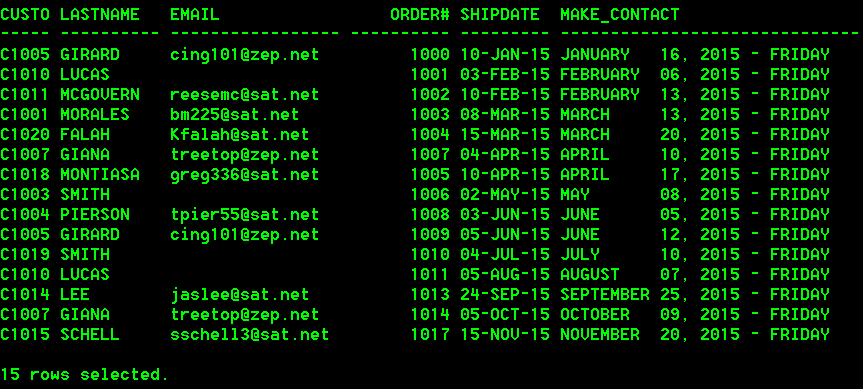 CUSTO LASTNAME   EMAIL                 ORDER# SHIPDATE  MAKE_CONTACT
----- ---------- ----------------- ---------- --------- ------------------------------
C1005 GIRARD     cing101@zep.net         1000 10-JAN-15 JANUARY   16, 2015 - FRIDAY
C1010 LUCAS                              1001 03-FEB-15 FEBRUARY  06, 2015 - FRIDAY
C1011 MCGOVERN   reesemc@sat.net         1002 10-FEB-15 FEBRUARY  13, 2015 - FRIDAY
C1001 MORALES    bm225@sat.net           1003 08-MAR-15 MARCH     13, 2015 - FRIDAY
C1020 FALAH      Kfalah@sat.net          1004 15-MAR-15 MARCH     20, 2015 - FRIDAY
C1007 GIANA      treetop@zep.net         1007 04-APR-15 APRIL     10, 2015 - FRIDAY
C1018 MONTIASA   greg336@sat.net         1005 10-APR-15 APRIL     17, 2015 - FRIDAY
C1003 SMITH                              1006 02-MAY-15 MAY       08, 2015 - FRIDAY
C1004 PIERSON    tpier55@sat.net         1008 03-JUN-15 JUNE      05, 2015 - FRIDAY
C1005 GIRARD     cing101@zep.net         1009 05-JUN-15 JUNE      12, 2015 - FRIDAY
C1019 SMITH                              1010 04-JUL-15 JULY      10, 2015 - FRIDAY
C1010 LUCAS                              1011 05-AUG-15 AUGUST    07, 2015 - FRIDAY
C1014 LEE        jaslee@sat.net          1013 24-SEP-15 SEPTEMBER 25, 2015 - FRIDAY
C1007 GIANA      treetop@zep.net         1014 05-OCT-15 OCTOBER   09, 2015 - FRIDAY
C1015 SCHELL     sschell3@sat.net        1017 15-NOV-15 NOVEMBER  20, 2015 - FRIDAY
15 rows selected.